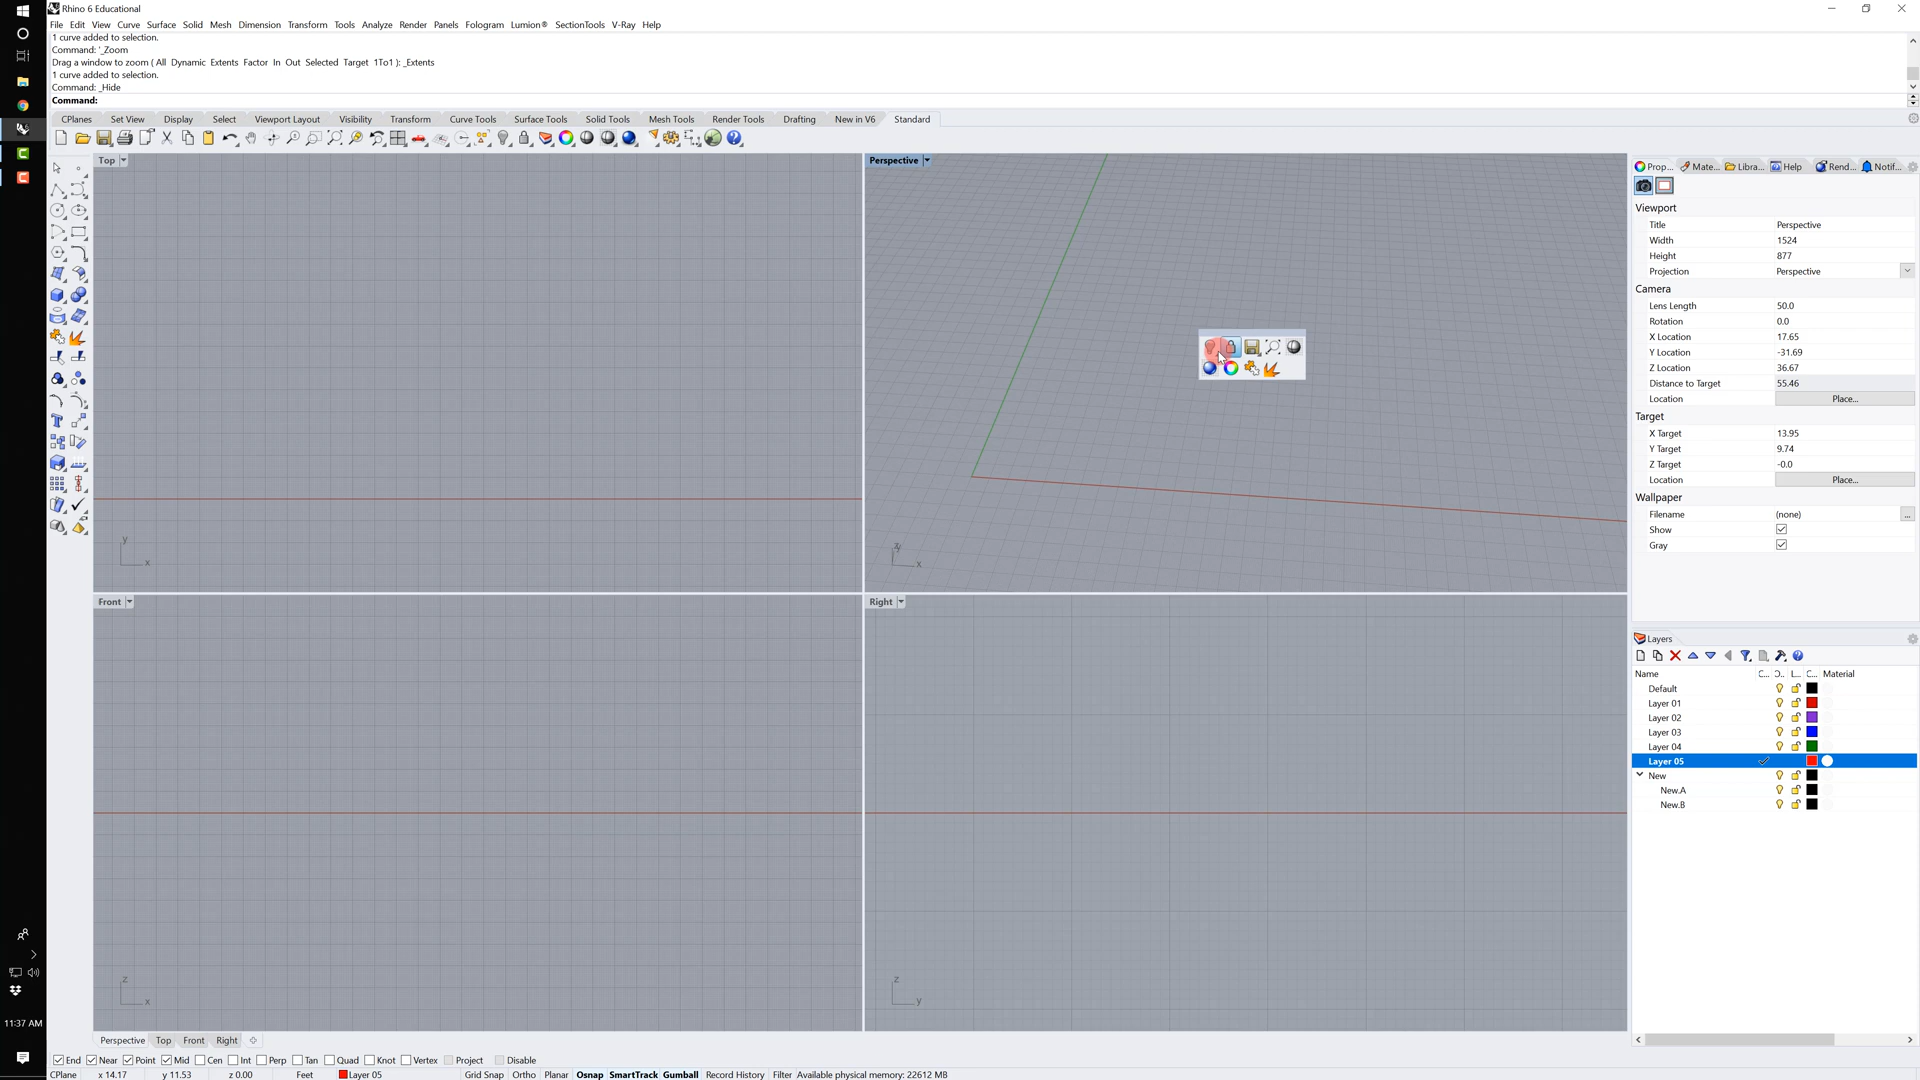 Rhino 6 Educational
File Edit View Curve Surface Solid Mesh Dimension Transform Tools Analyze Render Panels Fologram Lumion® SectionTools V-Ray Help
1 curve added to selection.
Command: '_Zoom
Drag a window to zoom ( All Dynamic Extents Factor In Out Selected Target 1To1 ): _Extents
1 curve added to selection.
Command: _Hide
Command:
CPlanes Set View Display Select Viewport Layout Visibility Transform Curve Tools Surface Tools Solid Tools Mesh Tools Render Tools Drafting New in V6 Standard
Top
Perspective
Front
Right
y
x
x
z
x
z
y
Prop... Mate... Libra... Help Rend... Notif...
Viewport
Title Perspective
Width 1524
Height 877
Projection Perspective
Camera
Lens Length 50.0
Rotation 0.0
X Location 17.65
Y Location -31.69
Z Location 36.67
Distance to Target 55.46
Location Place...
Target
X Target 13.95
Y Target 9.74
Z Target -0.0
Location Place...
Wallpaper
Filename (none) ...
Show
Gray
Layers
Name C... O.. L... C... Material
Default
Layer 01
Layer 02
Layer 03
Layer 04
Layer 05
New
New.A
New.B
11:37 AM
Perspective Top Front Right
End Near Point Mid Cen Int Perp Tan Quad Knot Vertex Project Disable
CPlane x 14.17 y 11.53 z 0.00 Feet Layer 05 Grid Snap Ortho Planar Osnap SmartTrack Gumball Record History Filter Available physical memory: 22612 MB